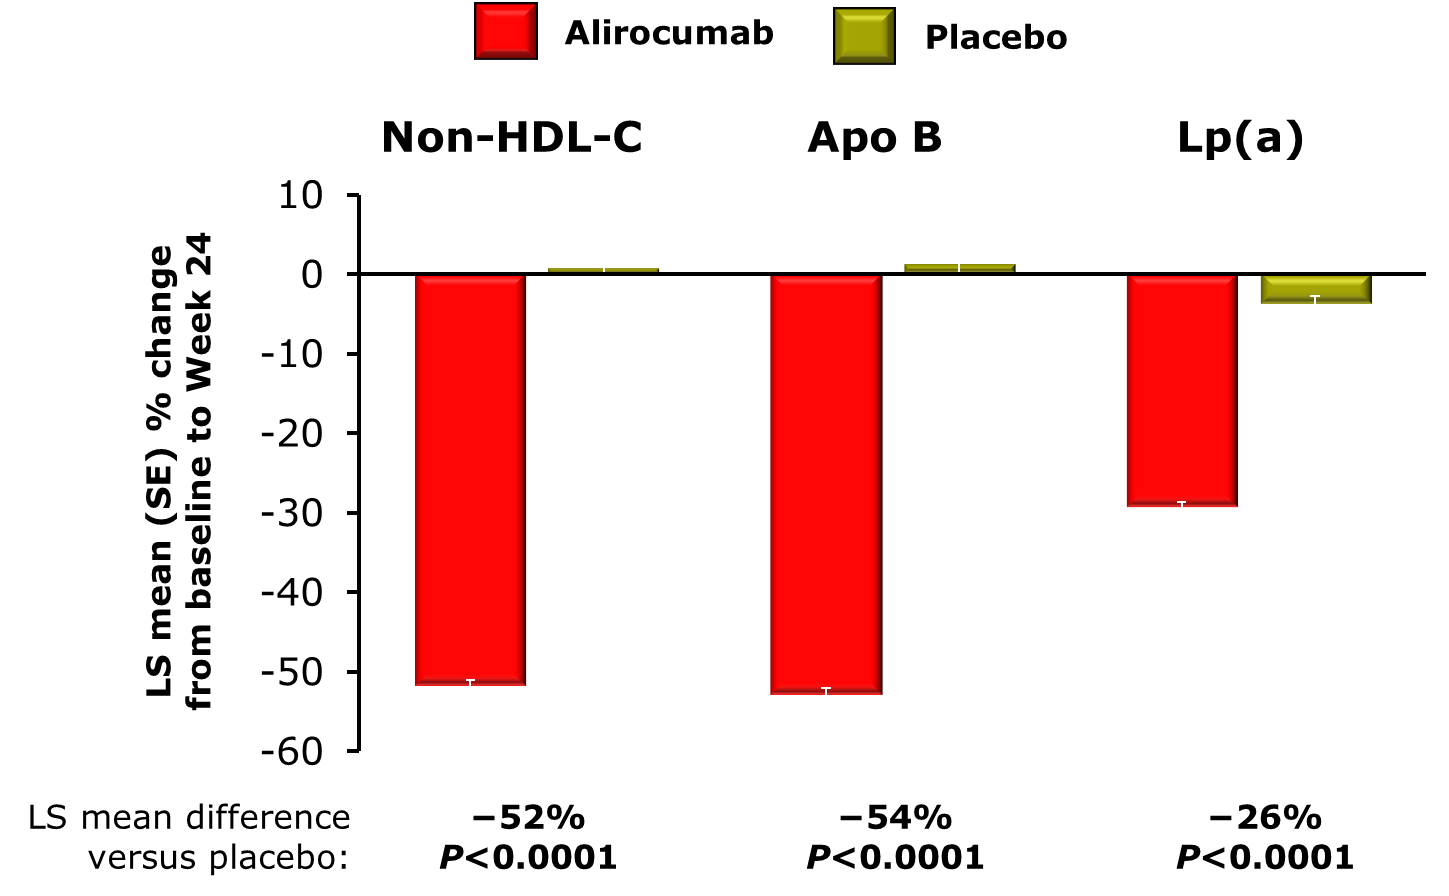 Alirocumab Placebo
Non-HDL-C Apo B Lp(a)
LS mean (SE) % change
from baseline to Week 24
10
0
-10
-20
-30
-40
-50
-60
LS mean difference −52% −54% −26%
versus placebo: P<0.0001 P<0.0001 P<0.0001